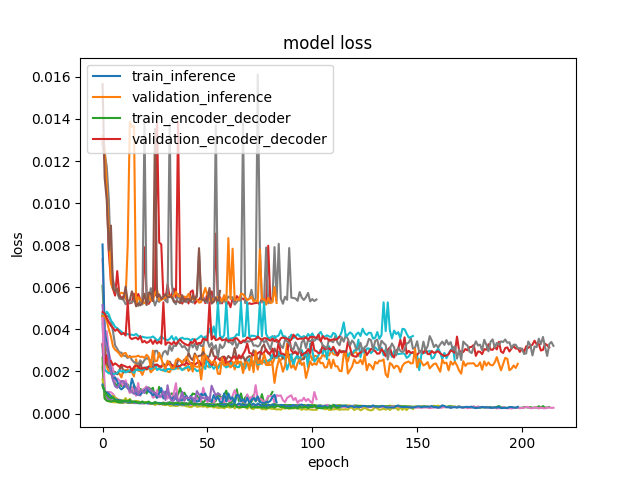 model loss
train_inference
validation_inference
train_encoder_decoder
validation_encoder_decoder
loss
0.016
0.014
0.012
0.010
0.008
0.006
0.004
0.002
0.000
0
50
100
150
200
epoch